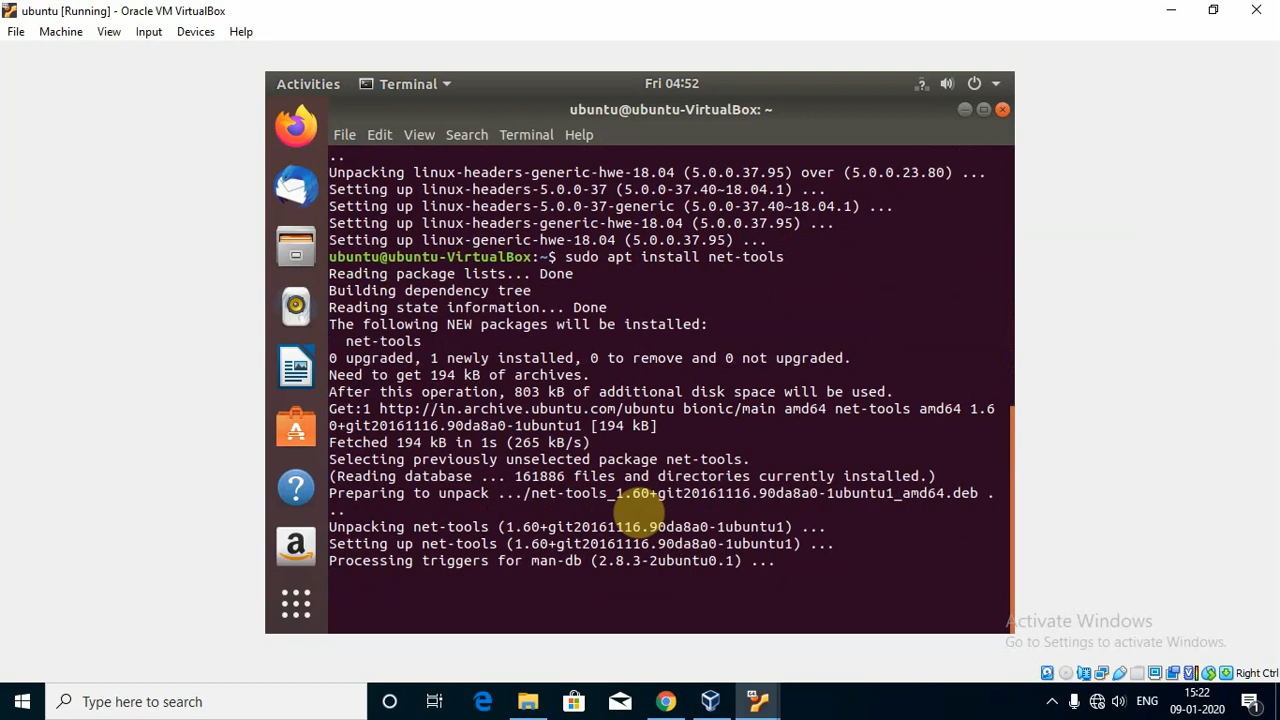 ubuntu [Running] - Oracle VM VirtualBox
File Machine View Input Devices Help
Activities Terminal Fri 04:52
ubuntu@ubuntu-VirtualBox: ~
File Edit View Search Terminal Help
..
Unpacking linux-headers-generic-hwe-18.04 (5.0.0.37.95) over (5.0.0.23.80) ...
Setting up linux-headers-5.0.0-37 (5.0.0-37.40~18.04.1) ...
Setting up linux-headers-5.0.0-37-generic (5.0.0-37.40~18.04.1) ...
Setting up linux-headers-generic-hwe-18.04 (5.0.0.37.95) ...
Setting up linux-generic-hwe-18.04 (5.0.0.37.95) ...
ubuntu@ubuntu-VirtualBox:~$ sudo apt install net-tools
Reading package lists... Done
Building dependency tree
Reading state information... Done
The following NEW packages will be installed:
net-tools
0 upgraded, 1 newly installed, 0 to remove and 0 not upgraded.
Need to get 194 kB of archives.
After this operation, 803 kB of additional disk space will be used.
Get:1 http://in.archive.ubuntu.com/ubuntu bionic/main amd64 net-tools amd64 1.6
0+git20161116.90da8a0-1ubuntu1 [194 kB]
Fetched 194 kB in 1s (265 kB/s)
Selecting previously unselected package net-tools.
(Reading database ... 161886 files and directories currently installed.)
Preparing to unpack .../net-tools_1.60+git20161116.90da8a0-1ubuntu1_amd64.deb .
..
Unpacking net-tools (1.60+git20161116.90da8a0-1ubuntu1) ...
Setting up net-tools (1.60+git20161116.90da8a0-1ubuntu1) ...
Processing triggers for man-db (2.8.3-2ubuntu0.1) ...
Activate Windows
Go to Settings to activate Windows.
Right Ctrl
Type here to search
ENG
15:22
09-01-2020